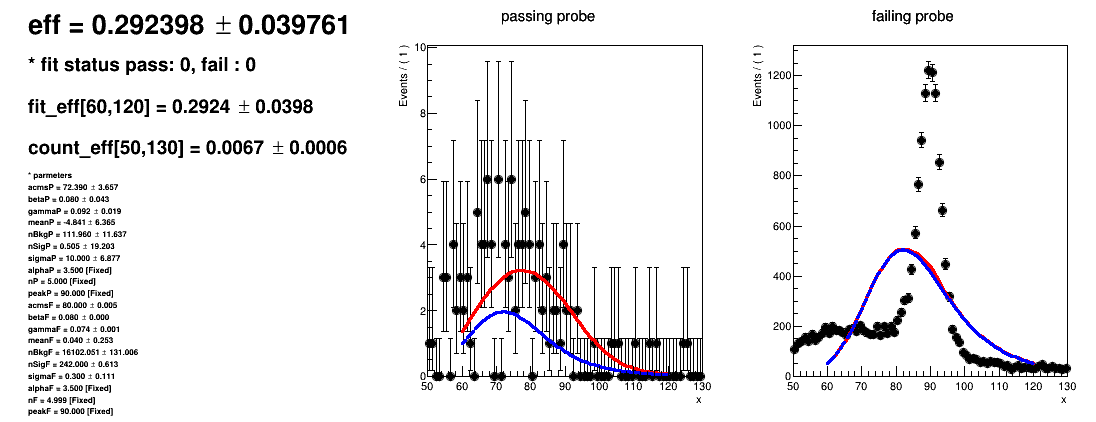 eff = 0.292398 ± 0.039761
* fit status pass: 0, fail : 0
fit_eff[60,120] = 0.2924 ± 0.0398
count_eff[50,130] = 0.0067 ± 0.0006
* parmeters
acmsP = 72.390 ± 3.657
betaP = 0.080 ± 0.043
gammaP = 0.092 ± 0.019
meanP = -4.841 ± 6.365
nBkgP = 111.960 ± 11.637
nSigP = 0.505 ± 19.203
sigmaP = 10.000 ± 6.877
alphaP = 3.500 [Fixed]
nP = 5.000 [Fixed]
peakP = 90.000 [Fixed]
acmsF = 80.000 ± 0.005
betaF = 0.080 ± 0.000
gammaF = 0.074 ± 0.001
meanF = 0.040 ± 0.253
nBkgF = 16102.051 ± 131.006
nSigF = 242.000 ± 0.613
sigmaF = 0.300 ± 0.111
alphaF = 3.500 [Fixed]
nF = 4.999 [Fixed]
peakF = 90.000 [Fixed]
passing probe
Events / ( 1 )
10
8
6
4
2
0
50 60 70 80 90 100 110 120 130
x
failing probe
Events / ( 1 )
1200
1000
800
600
400
200
0
50 60 70 80 90 100 110 120 130
x